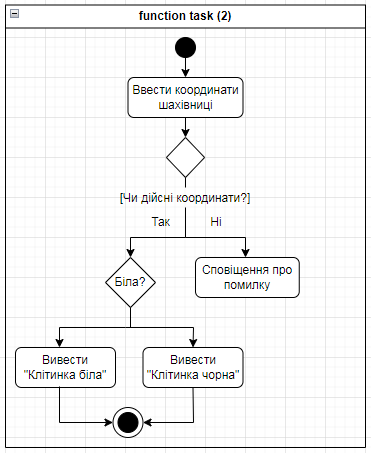 function task (2)
Ввести координати
шахівниці
[Чи дійсні координати?]
Так
Ні
Біла?
Сповіщення про
помилку
Вивести
"Клітинка біла"
Вивести
"Клітинка чорна"